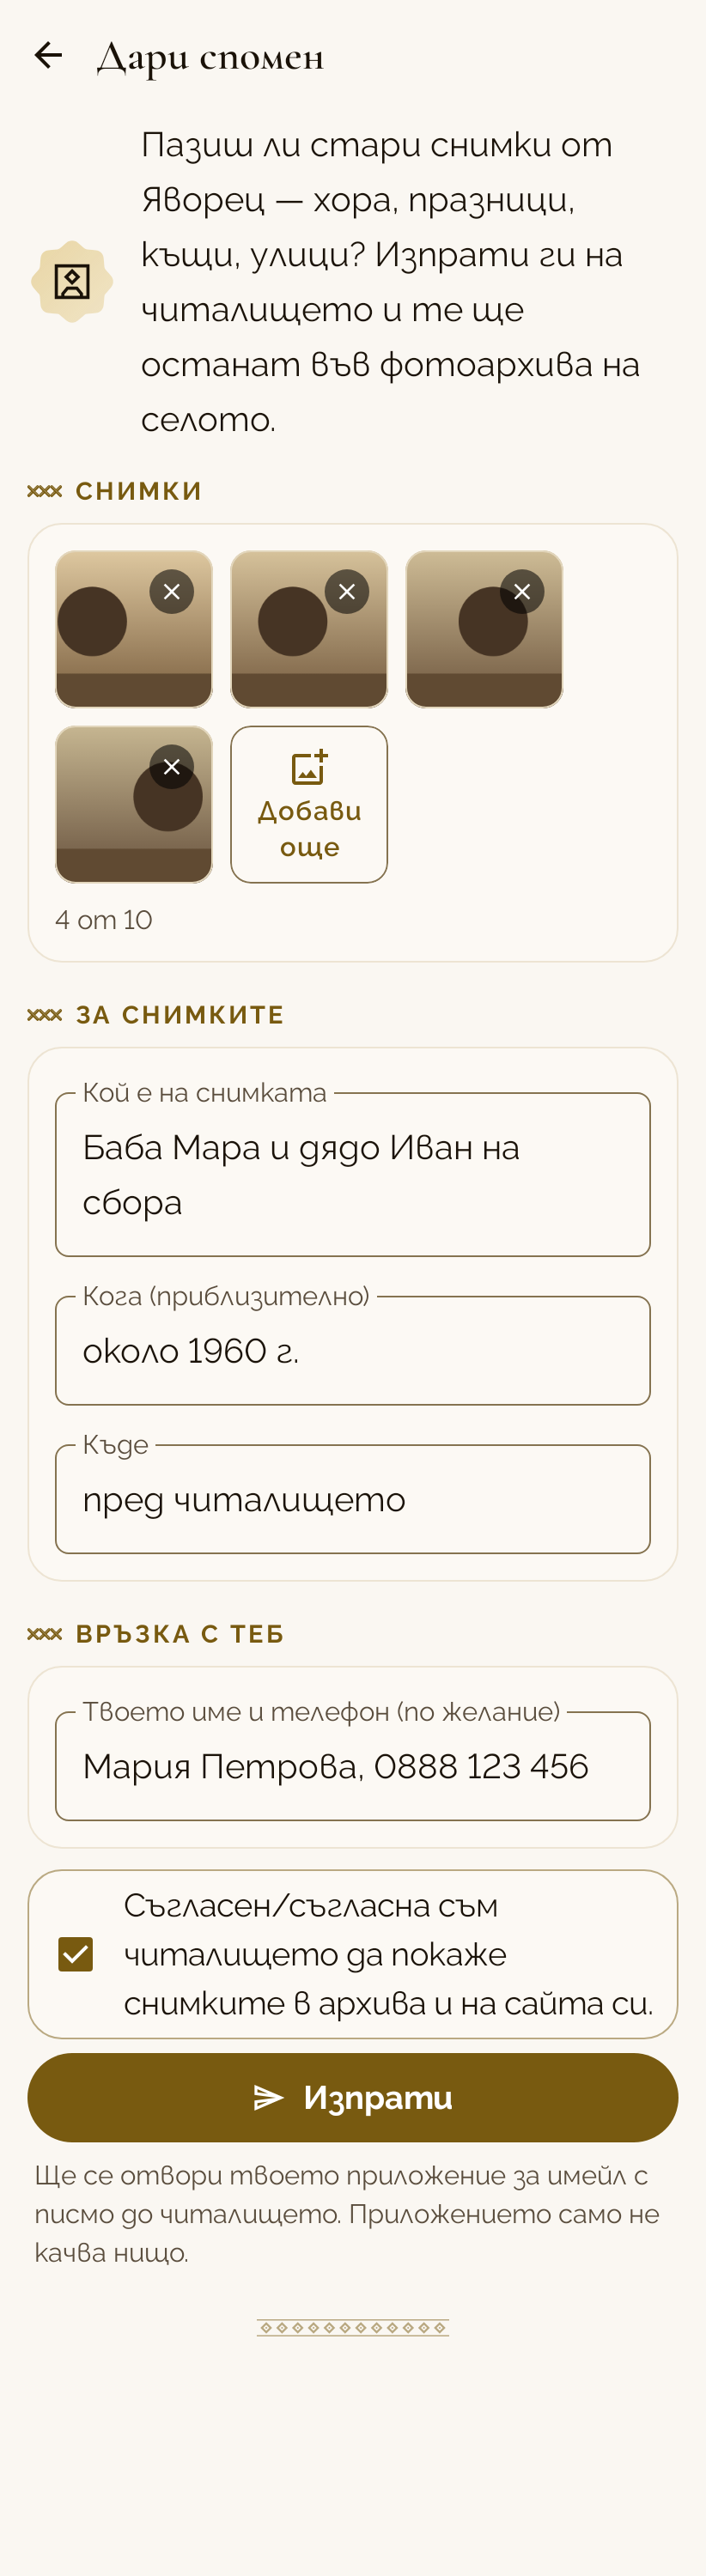 Дари спомен
Пазиш ли стари снимки от
Яворец — хора, празници,
къщи, улици? Изпрати ги на
читалището и те ще
останат във фотоархива на
селото.
СНИМКИ
Добави
още
4 от 10
ЗА СНИМКИТЕ
Кой е на снимката
Баба Мара и дядо Иван на
сбора
Кога (приблизително)
около 1960 г.
Къде
пред читалището
ВРЪЗКА С ТЕБ
Твоето име и телефон (по желание)
Мария Петрова, 0888 123 456
Съгласен/съгласна съм
читалището да покаже
снимките в архива и на сайта си.
Изпрати
Ще се отвори твоето приложение за имейл с
писмо до читалището. Приложението само не
качва нищо.